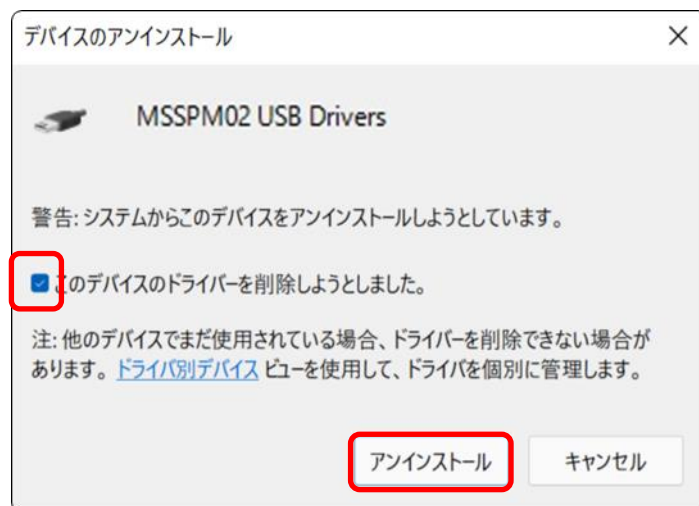 デバイスのアンインストール
MSSPM02 USB Drivers
警告: システムからこのデバイスをアンインストールしようとしています。
このデバイスのドライバーを削除しようとしました。
注: 他のデバイスでまだ使用されている場合、ドライバーを削除できない場合が
あります。ドライバ別デバイス ビューを使用して、ドライバを個別に管理します。
アンインストール
キャンセル